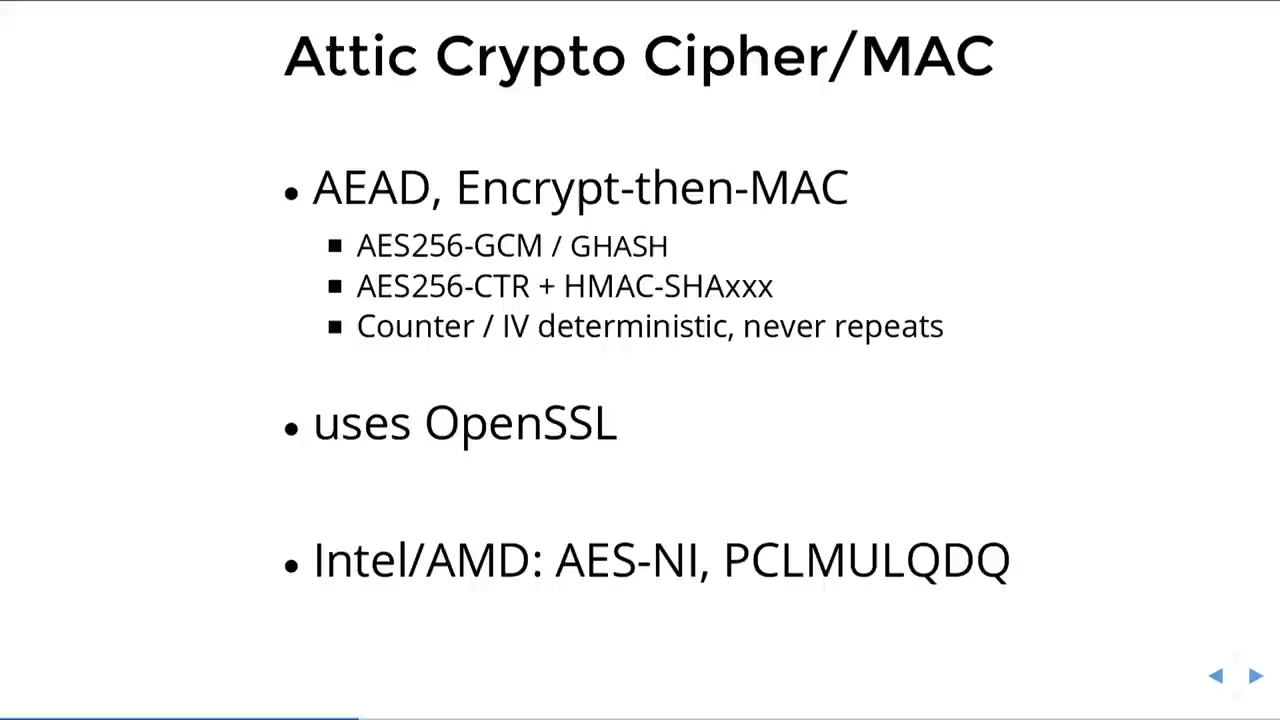 Attic Crypto Cipher/MAC
• AEAD, Encrypt-then-MAC
▪ AES256-GCM / GHASH
▪ AES256-CTR + HMAC-SHAxxx
▪ Counter / IV deterministic, never repeats
• uses OpenSSL
• Intel/AMD: AES-NI, PCLMULQDQ